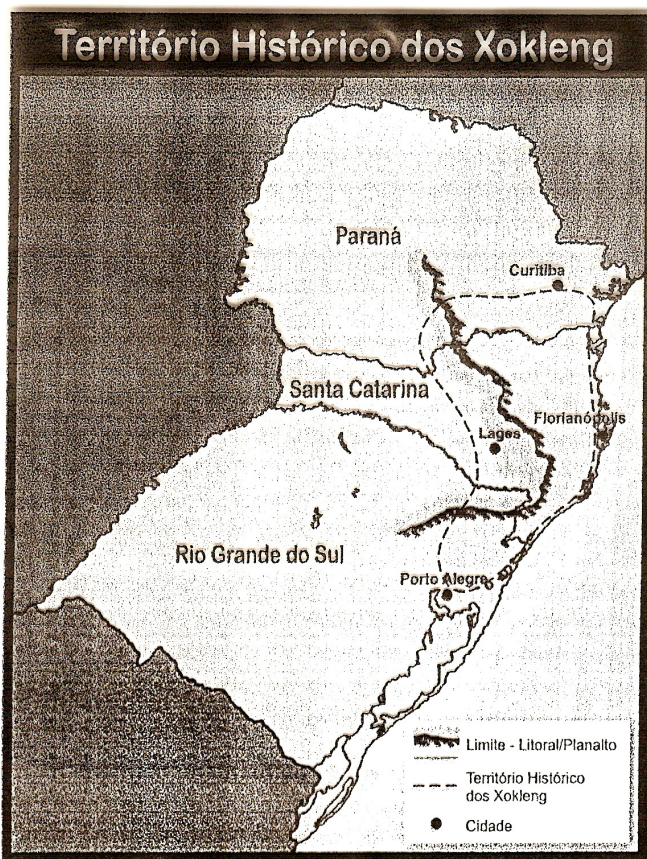 Território Histórico dos Xokleng
Paraná
Curitiba
Santa Catarina
Florianópolis
Lages
Rio Grande do Sul
Porto Alegre
Limite - Litoral/Planalto
Território Histórico
dos Xokleng
Cidade